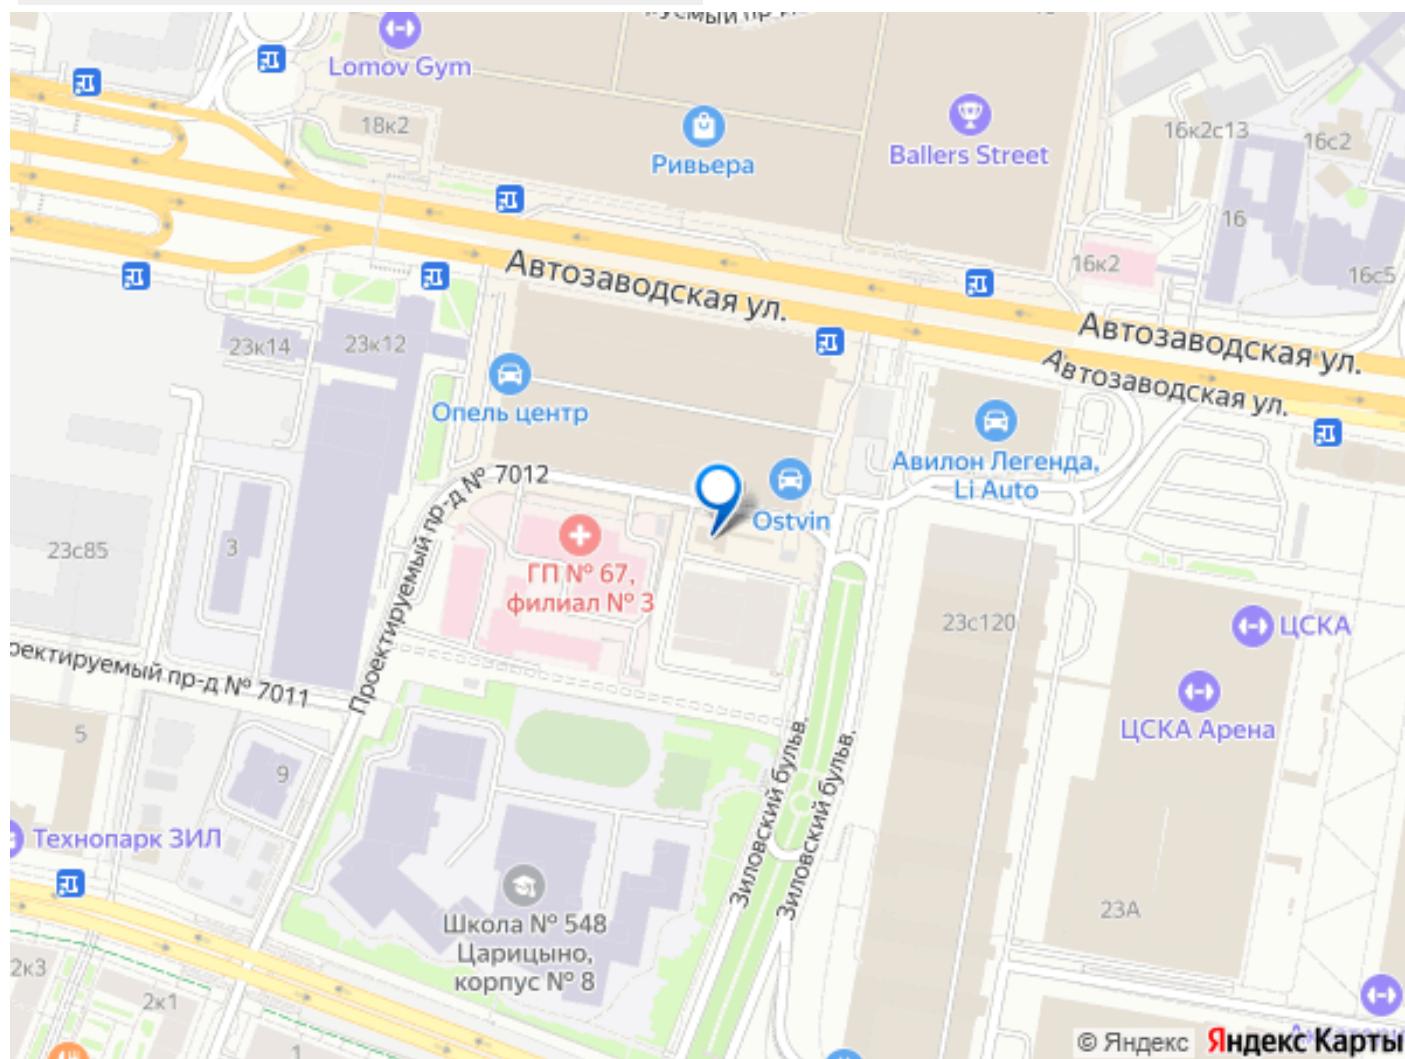 Lomov Gym
18к2
Ривьера
Ballers Street
16к2с13
16с2
16
16к2
16с5
Автозаводская ул.
Автозаводская ул.
Автозаводская ул.
23к14
23к12
Опель центр
Авилон Легенда,
Li Auto
Проектируемый пр-д № 7012
Ostvin
23с85
3
ГП № 67,
филиал № 3
23с120
ЦСКА
ЦСКА Арена
пр-д № 7011
5
9
Технопарк ЗИЛ
Зиловский бульв.
Зиловский бульв.
Школа № 548
Царицыно,
корпус № 8
23А
2к3
2к1
1
© Яндекс Яндекс Карты